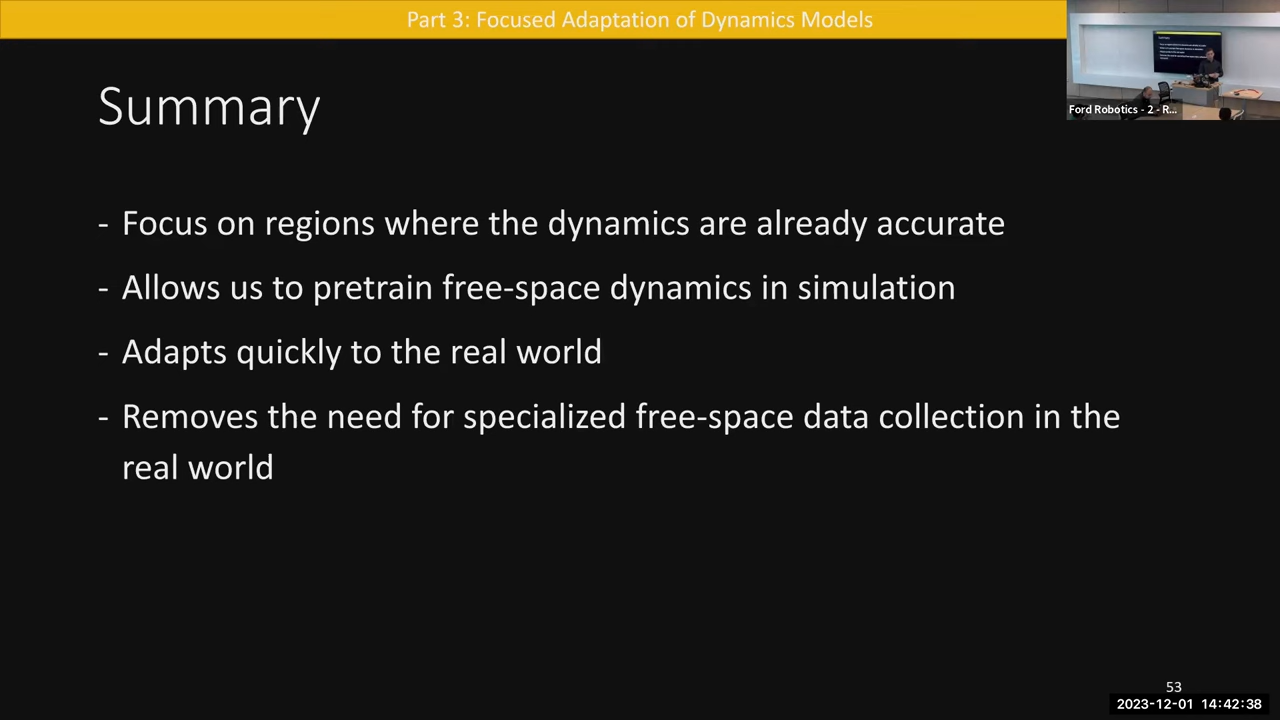 Part 3: Focused Adaptation of Dynamics Models
Ford Robotics - 2 - R...
Summary
- Focus on regions where the dynamics are already accurate
- Allows us to pretrain free-space dynamics in simulation
- Adapts quickly to the real world
- Removes the need for specialized free-space data collection in the
real world
53
2023-12-01 14:42:38